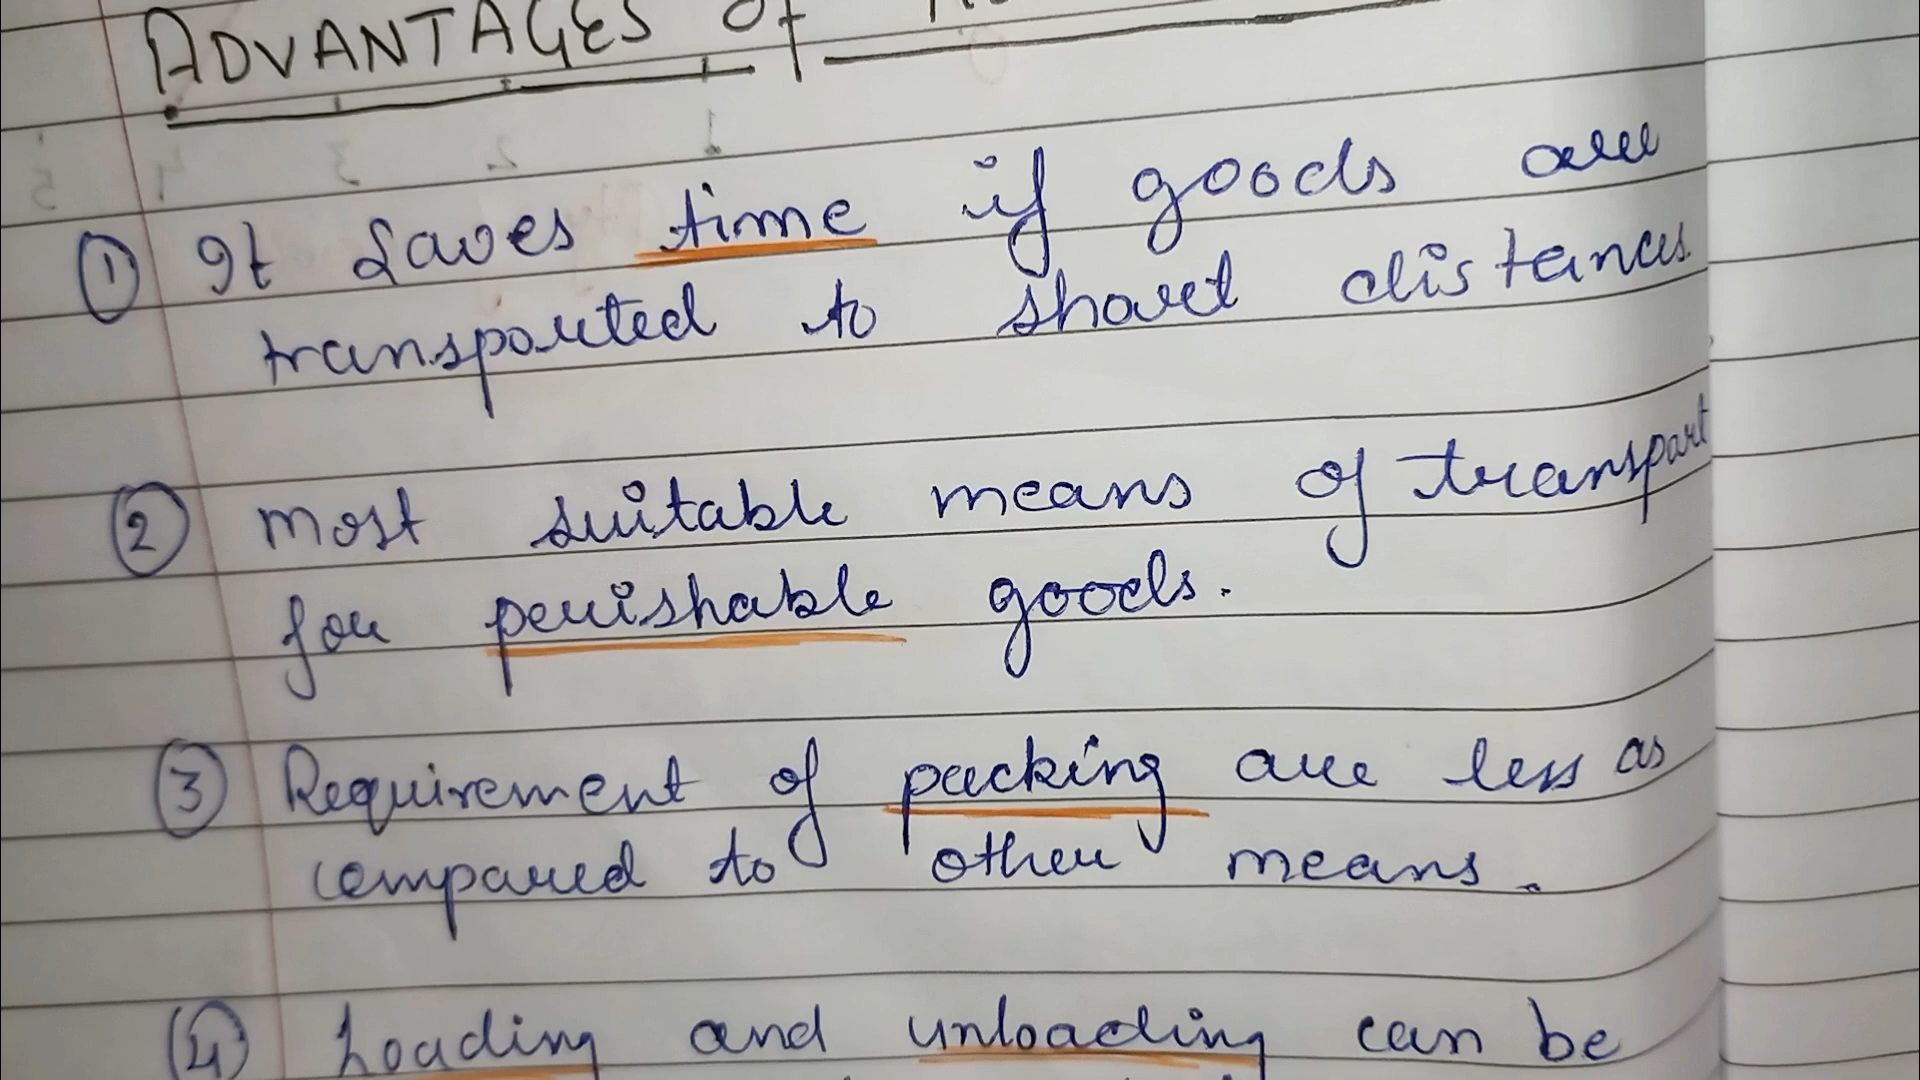 ADVANTAGES of
① It saves time if goods are
transported to short distances.
② Most suitable means of transport
for perishable goods.
③ Requirement of packing are less as
compared to other means.
④ Loading and unloading can be